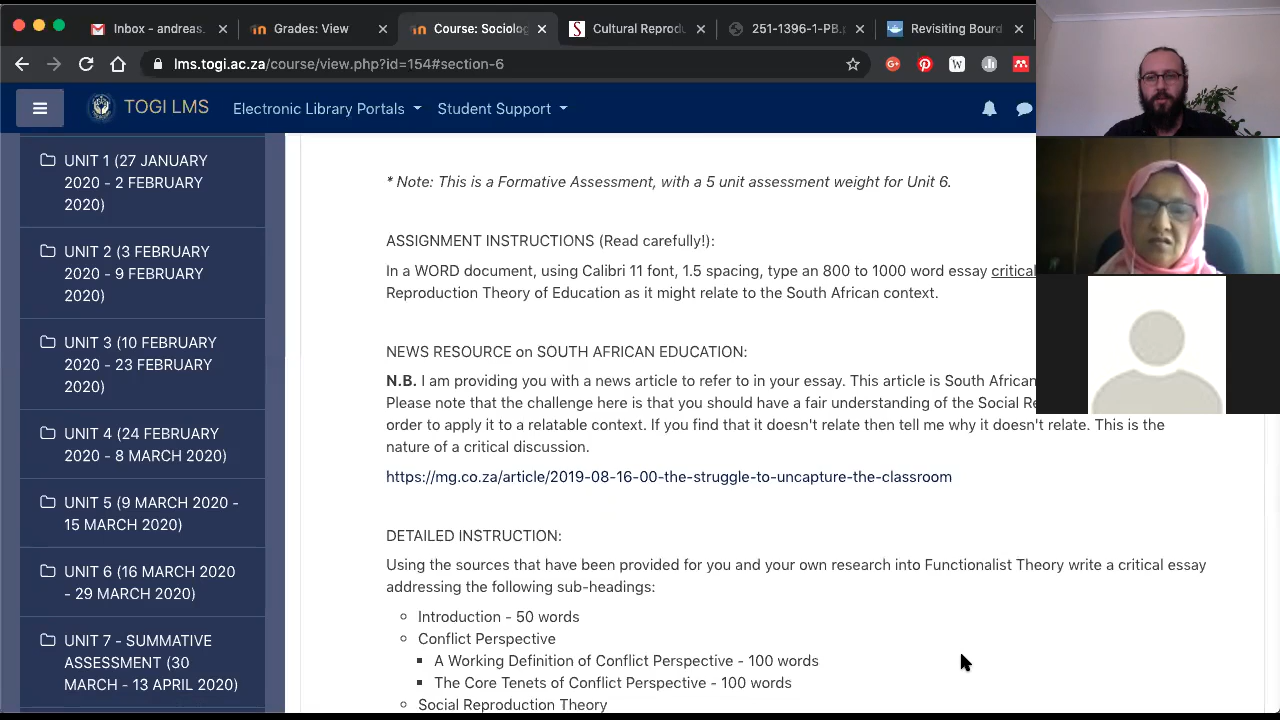 Inbox - andreas.
Grades: View
Course: Sociolog
Cultural Reprodu
251-1396-1-PB.p
Revisiting Board
lms.togi.ac.za/course/view.php?id=154#section-6
TOGI LMS
Electronic Library Portals
Student Support
UNIT 1 (27 JANUARY
2020 - 2 FEBRUARY
2020)
UNIT 2 (3 FEBRUARY
2020 - 9 FEBRUARY
2020)
UNIT 3 (10 FEBRUARY
2020 - 23 FEBRUARY
2020)
UNIT 4 (24 FEBRUARY
2020 - 8 MARCH 2020)
UNIT 5 (9 MARCH 2020 -
15 MARCH 2020)
UNIT 6 (16 MARCH 2020
- 29 MARCH 2020)
UNIT 7 - SUMMATIVE
ASSESSMENT (30
MARCH - 13 APRIL 2020)
* Note: This is a Formative Assessment, with a 5 unit assessment weight for Unit 6.
ASSIGNMENT INSTRUCTIONS (Read carefully!):
In a WORD document, using Calibri 11 font, 1.5 spacing, type an 800 to 1000 word essay critical
Reproduction Theory of Education as it might relate to the South African context.
NEWS RESOURCE on SOUTH AFRICAN EDUCATION:
N.B. I am providing you with a news article to refer to in your essay. This article is South African
Please note that the challenge here is that you should have a fair understanding of the Social Re
order to apply it to a relatable context. If you find that it doesn't relate then tell me why it doesn't relate. This is the
nature of a critical discussion.
https://mg.co.za/article/2019-08-16-00-the-struggle-to-uncapture-the-classroom
DETAILED INSTRUCTION:
Using the sources that have been provided for you and your own research into Functionalist Theory write a critical essay
addressing the following sub-headings:
Introduction - 50 words
Conflict Perspective
A Working Definition of Conflict Perspective - 100 words
The Core Tenets of Conflict Perspective - 100 words
Social Reproduction Theory